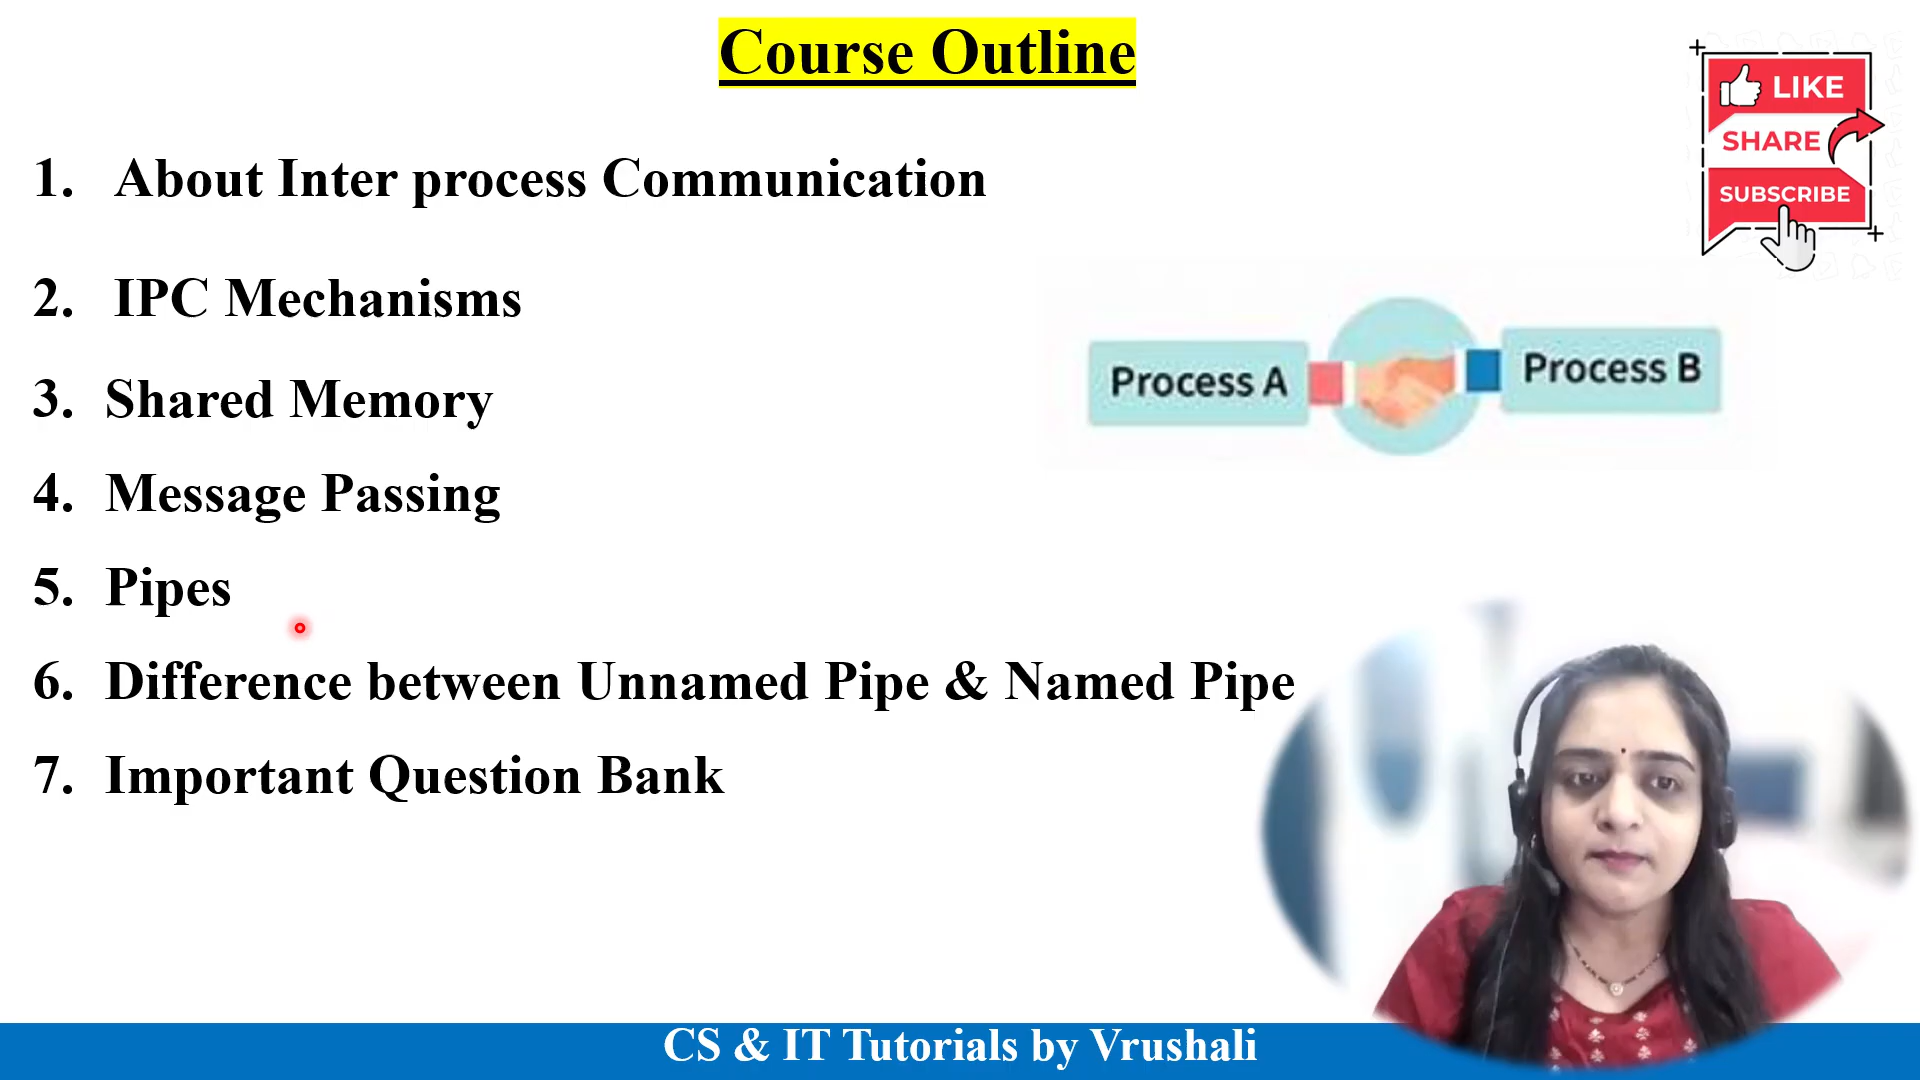 Course Outline
1. About Inter process Communication
2. IPC Mechanisms
3. Shared Memory
4. Message Passing
5. Pipes
6. Difference between Unnamed Pipe & Named Pipe
7. Important Question Bank
LIKE
SHARE
SUBSCRIBE
Process A
Process B
CS & IT Tutorials by Vrushali